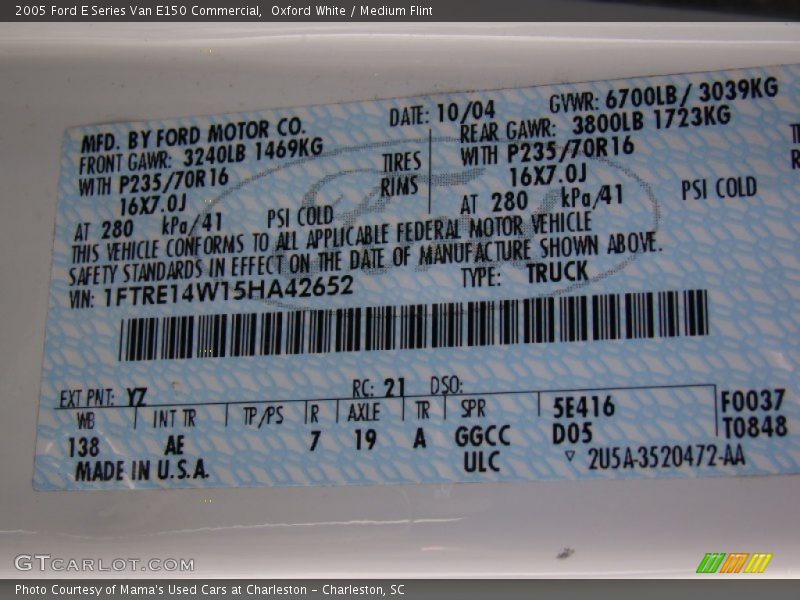 2005 Ford E Series Van E150 Commercial,  Oxford White / Medium Flint
MFD. BY FORD MOTOR CO.
DATE: 10/04
GVWR: 6700LB/ 3039KG
FRONT GAWR: 3240LB 1469KG
REAR GAWR: 3800LB 1723KG
WITH P235/70R16
TIRES
WITH P235/70R16
16X7.0J
RIMS
16X7.0J
AT 280 kPa/41 PSI COLD
AT 280 kPa/41 PSI COLD
THIS VEHICLE CONFORMS TO ALL APPLICABLE FEDERAL MOTOR VEHICLE
SAFETY STANDARDS IN EFFECT ON THE DATE OF MANUFACTURE SHOWN ABOVE.
VIN: 1FTRE14W15HA42652
TYPE: TRUCK
EXT PNT: YZ
RC: 21 DSO:
WB INT TR TP/PS R AXLE TR SPR 5E416 F0037
138 AE 7 19 A GGCC D05 T0848
MADE IN U.S.A.
ULC ▽ 2U5A-3520472-AA
GTCARLOT.COM
Photo Courtesy of Mama's Used Cars at Charleston – Charleston, SC